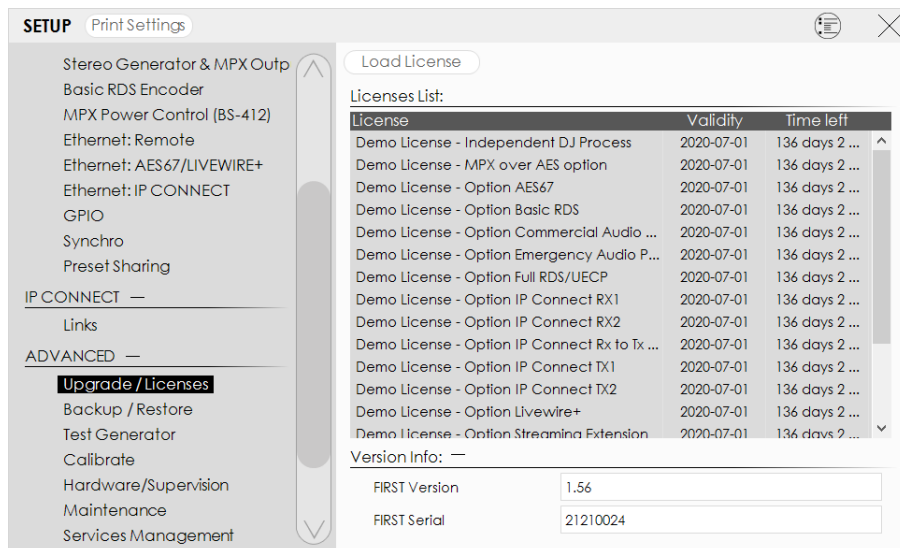 SETUP Print Settings
Stereo Generator & MPX Outp
Basic RDS Encoder
MPX Power Control (BS-412)
Ethernet: Remote
Ethernet: AES67/LIVEWIRE+
Ethernet: IP CONNECT
GPIO
Synchro
Preset Sharing
IP CONNECT —
Links
ADVANCED —
Upgrade / Licenses
Backup / Restore
Test Generator
Calibrate
Hardware/Supervision
Maintenance
Services Management
Load License
Licenses List:
License Validity Time left
Demo License - Independent DJ Process 2020-07-01 136 days 2 ...
Demo License - MPX over AES option 2020-07-01 136 days 2 ...
Demo License - Option AES67 2020-07-01 136 days 2 ...
Demo License - Option Basic RDS 2020-07-01 136 days 2 ...
Demo License - Option Commercial Audio ... 2020-07-01 136 days 2 ...
Demo License - Option Emergency Audio P... 2020-07-01 136 days 2 ...
Demo License - Option Full RDS/UECP 2020-07-01 136 days 2 ...
Demo License - Option IP Connect RX1 2020-07-01 136 days 2 ...
Demo License - Option IP Connect RX2 2020-07-01 136 days 2 ...
Demo License - Option IP Connect Rx to Tx ... 2020-07-01 136 days 2 ...
Demo License - Option IP Connect TX1 2020-07-01 136 days 2 ...
Demo License - Option IP Connect TX2 2020-07-01 136 days 2 ...
Demo License - Option Livewire+ 2020-07-01 136 days 2 ...
Demo License - Option Streaming Extension 2020-07-01 136 days 2 ...
Version Info: —
FIRST Version 1.56
FIRST Serial 21210024